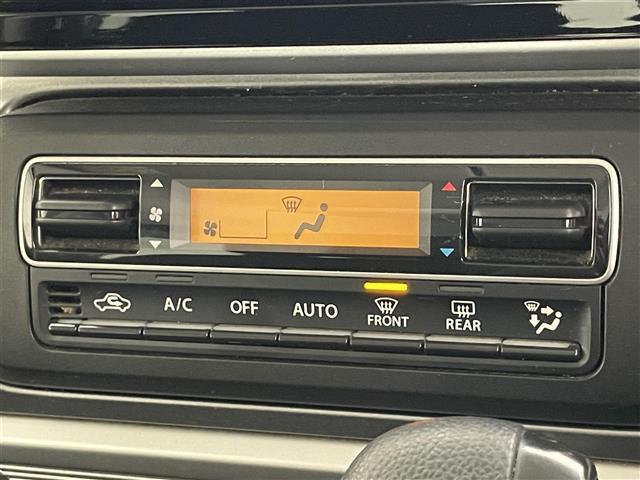 A/C OFF AUTO FRONT REAR